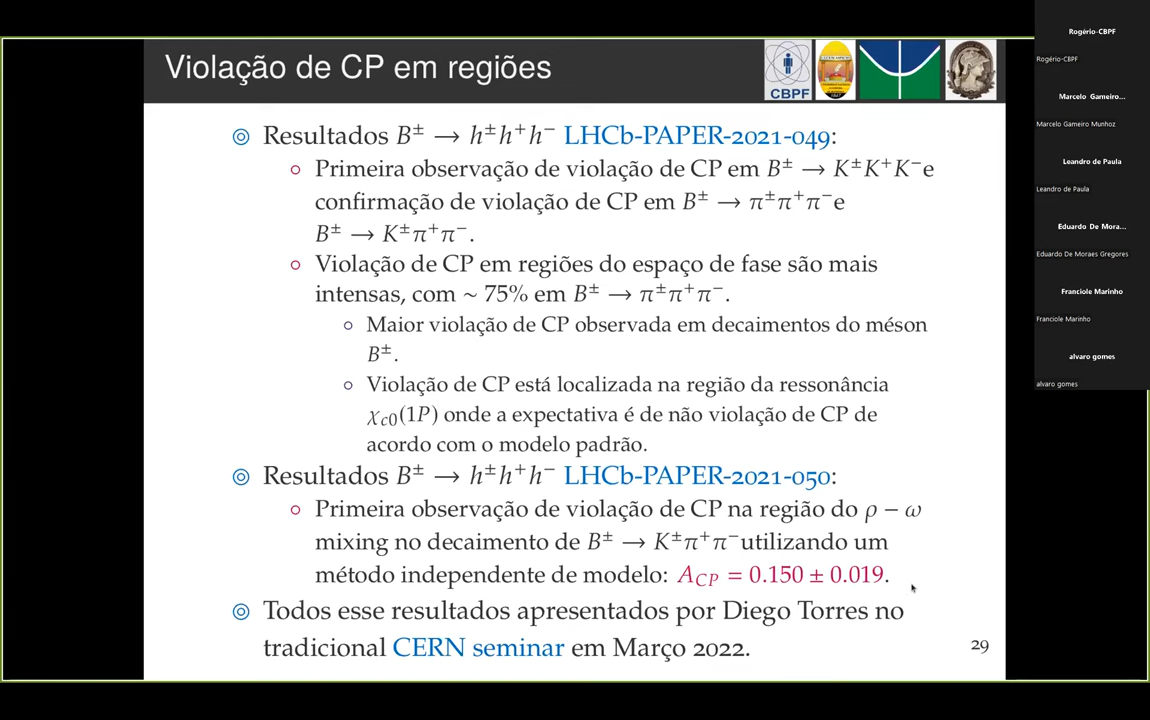 Violação de CP em regiões
CBPF
Resultados B± → h±h+h− LHCb-PAPER-2021-049:
Primeira observação de violação de CP em B± → K±K+K−e
confirmação de violação de CP em B± → π±π+π−e
B± → K±π+π−.
Violação de CP em regiões do espaço de fase são mais
intensas, com ~ 75% em B± → π±π+π−.
Maior violação de CP observada em decaimentos do méson
B±.
Violação de CP está localizada na região da ressonância
χc0(1P) onde a expectativa é de não violação de CP de
acordo com o modelo padrão.
Resultados B± → h±h+h− LHCb-PAPER-2021-050:
Primeira observação de violação de CP na região do ρ − ω
mixing no decaimento de B± → K±π+π−utilizando um
método independente de modelo: ACP = 0.150 ± 0.019.
Todos esse resultados apresentados por Diego Torres no
tradicional CERN seminar em Março 2022.
29
Rogério-CBPF
Rogério-CBPF
Marcelo Gameiro...
Marcelo Gameiro Munhoz
Leandro de Paula
Leandro de Paula
Eduardo De Mora...
Eduardo De Moraes Gregores
Franciole Marinho
Franciole Marinho
alvaro gomes
alvaro gomes